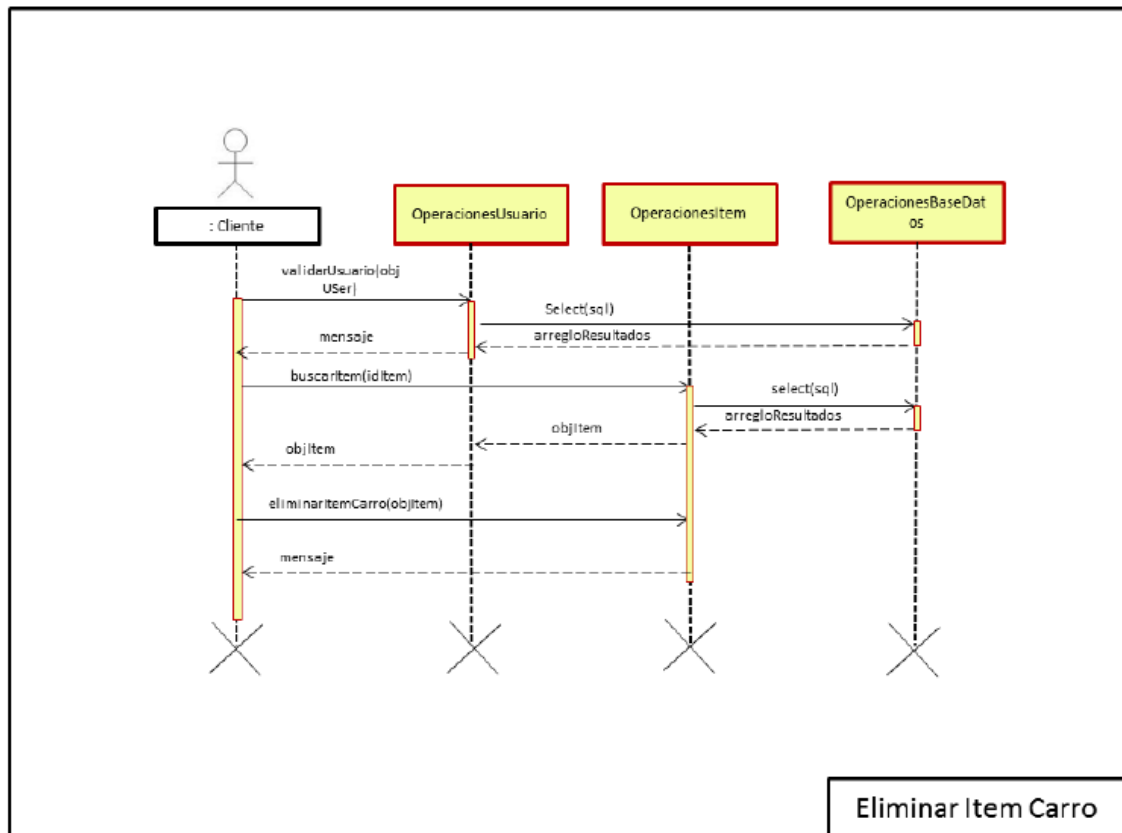 : Cliente
OperacionesUsuario
OperacionesItem
OperacionesBaseDat
os
validarUsuario(obj
USer)
Select(sql)
arregloResultados
mensaje
buscarItem(idItem)
select(sql)
arregloResultados
objItem
objItem
eliminarItemCarro(objItem)
mensaje
Eliminar Item Carro